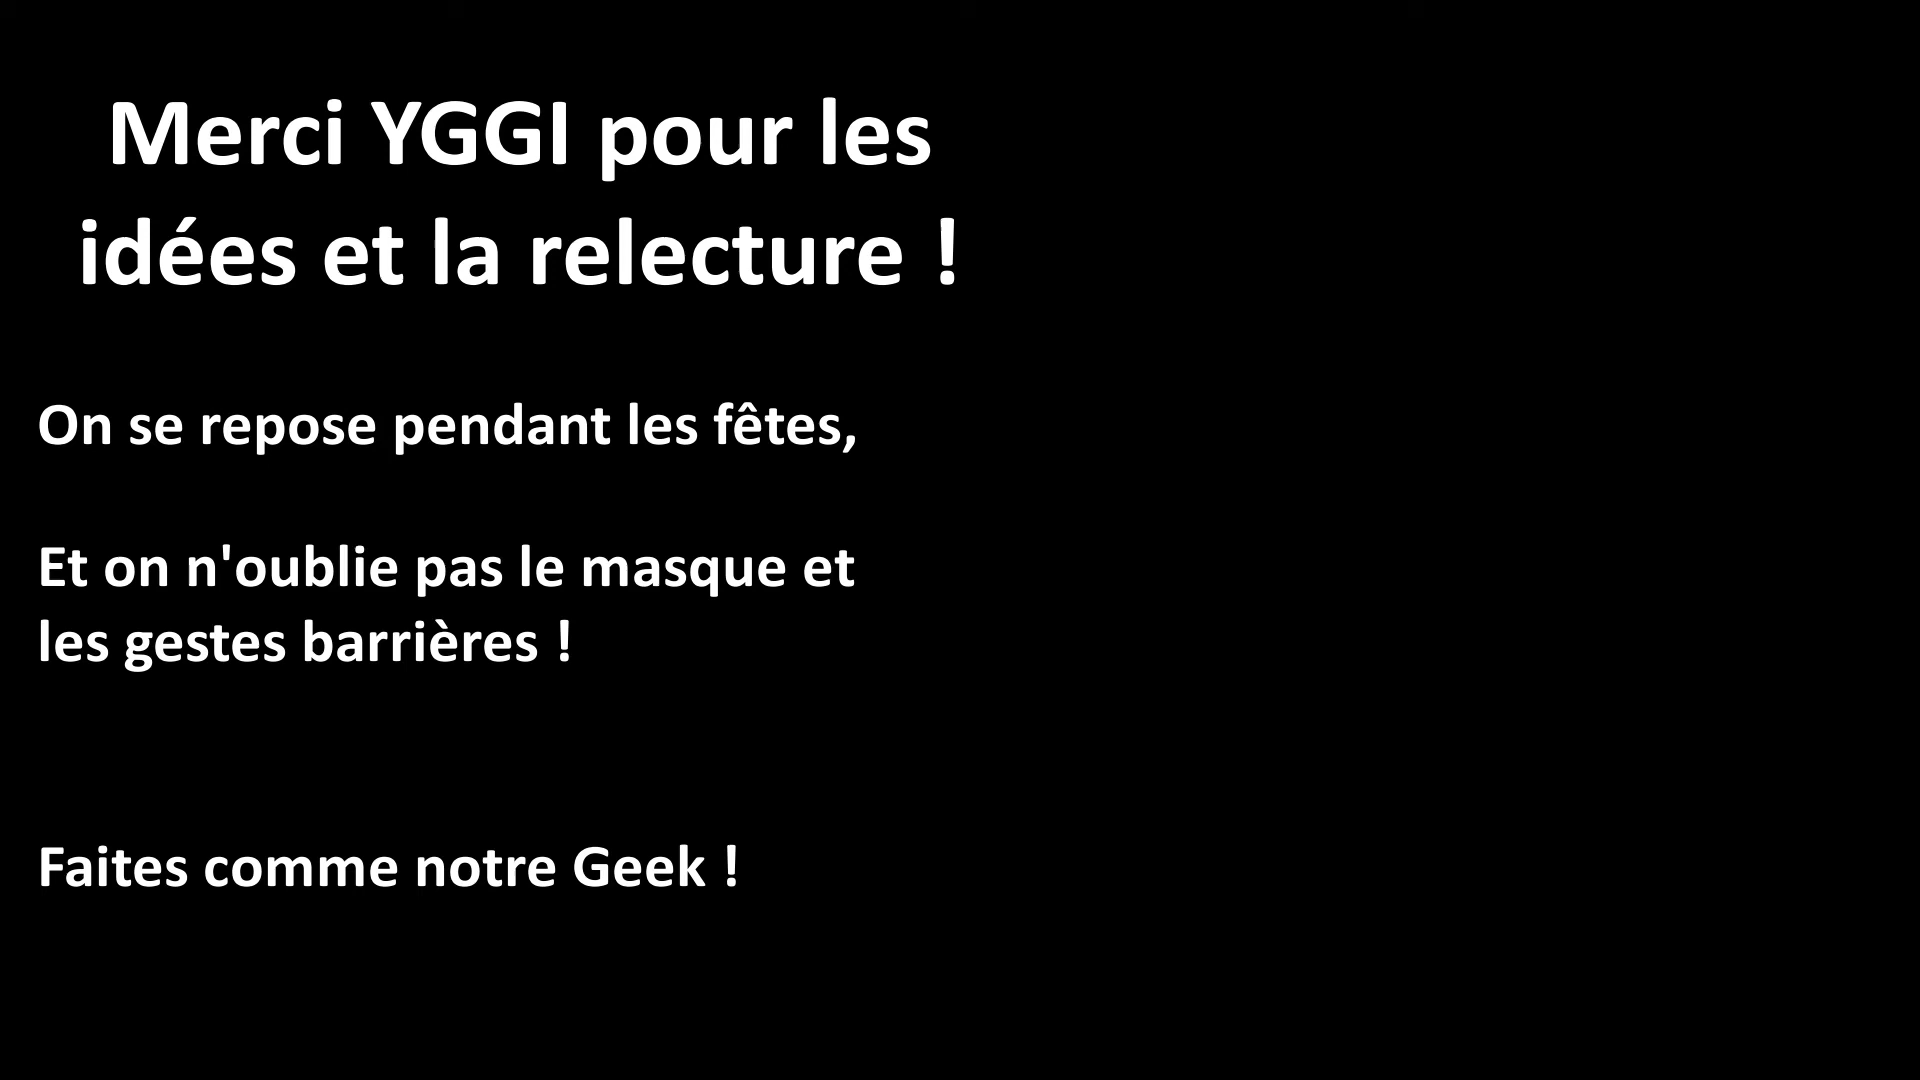 Merci YGGI pour les
idées et la relecture !
On se repose pendant les fêtes,
Et on n'oublie pas le masque et
les gestes barrières !
Faites comme notre Geek !